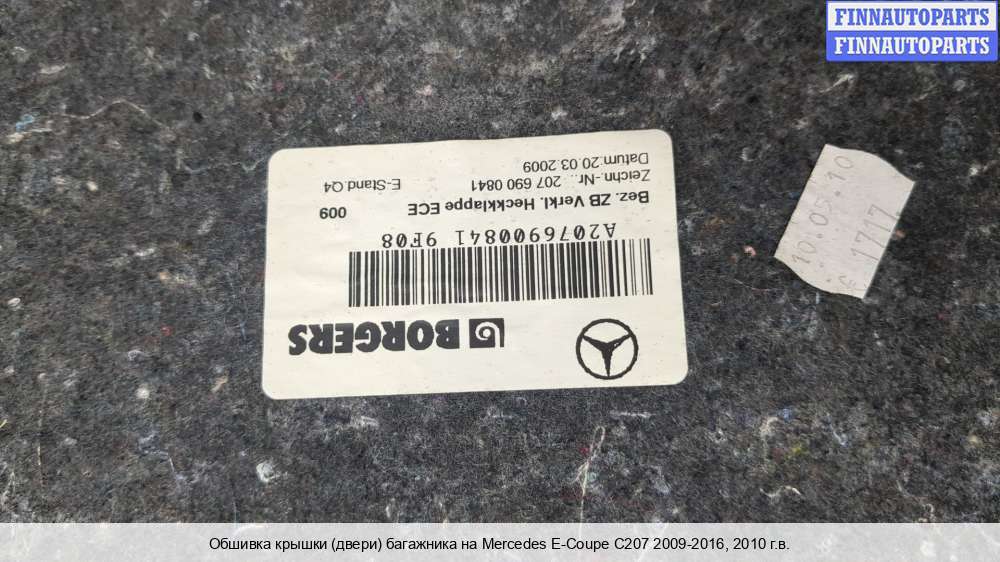 FINNAUTOPARTS
FINNAUTOPARTS
BORGERS
A2076900841 9F08
Bez. ZB Verkl. Heckklappe ECE 009
Zeichn.-Nr.. 207 690 0841 E-Stand.Q4
Datum.20.03.2009
10.05.10
1717
Обшивка крышки (двери) багажника на Mercedes E-Coupe C207 2009-2016, 2010 г.в.